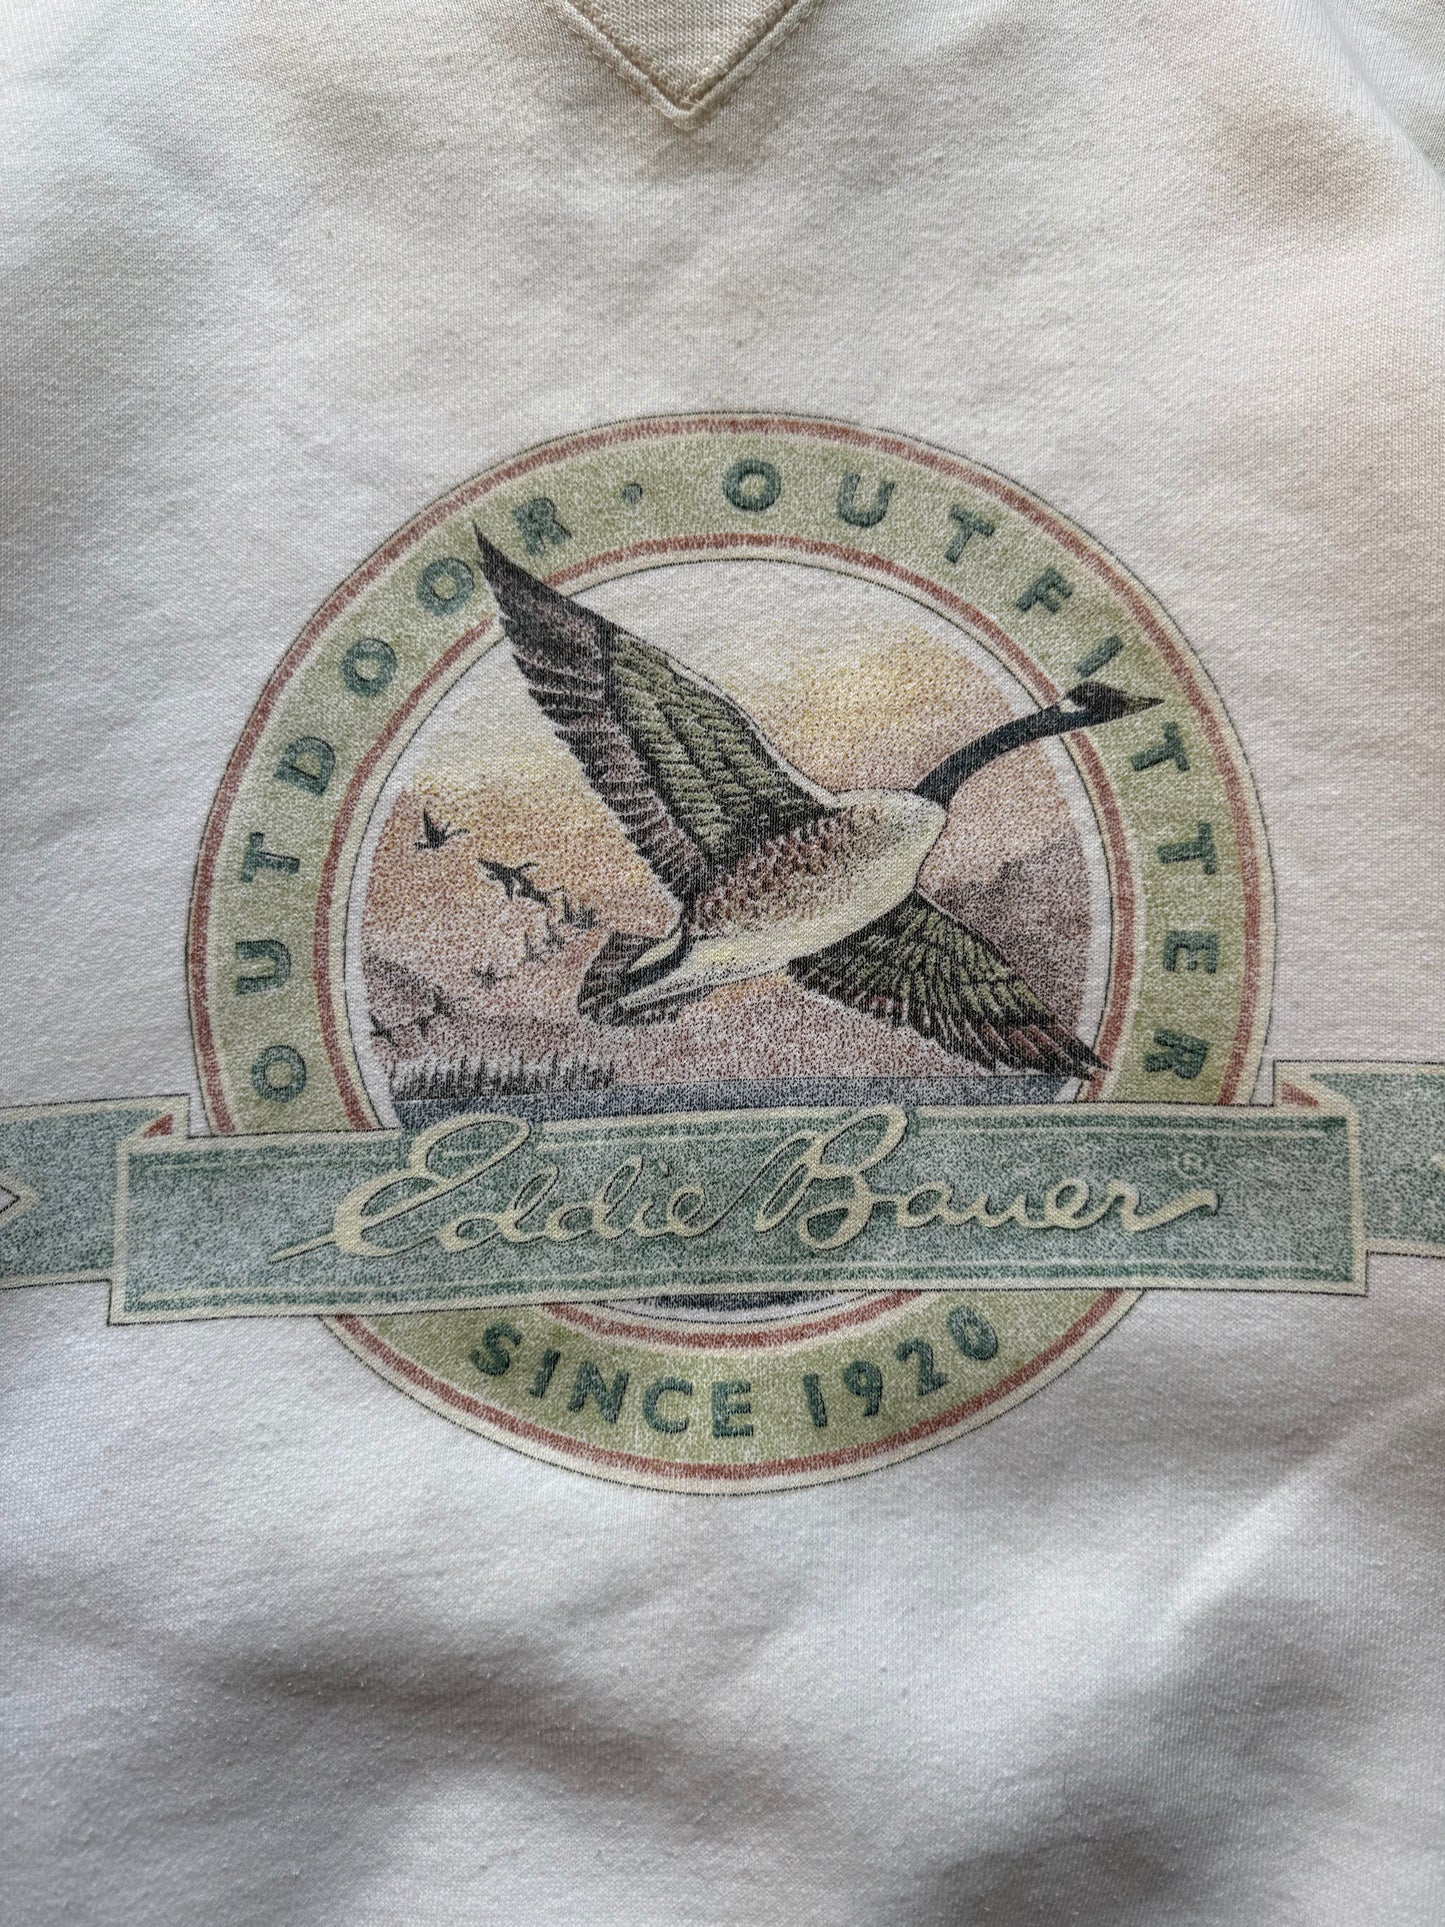 OUTDOOR · OUTFITTER
Eddie Bauer ®
SINCE 1920